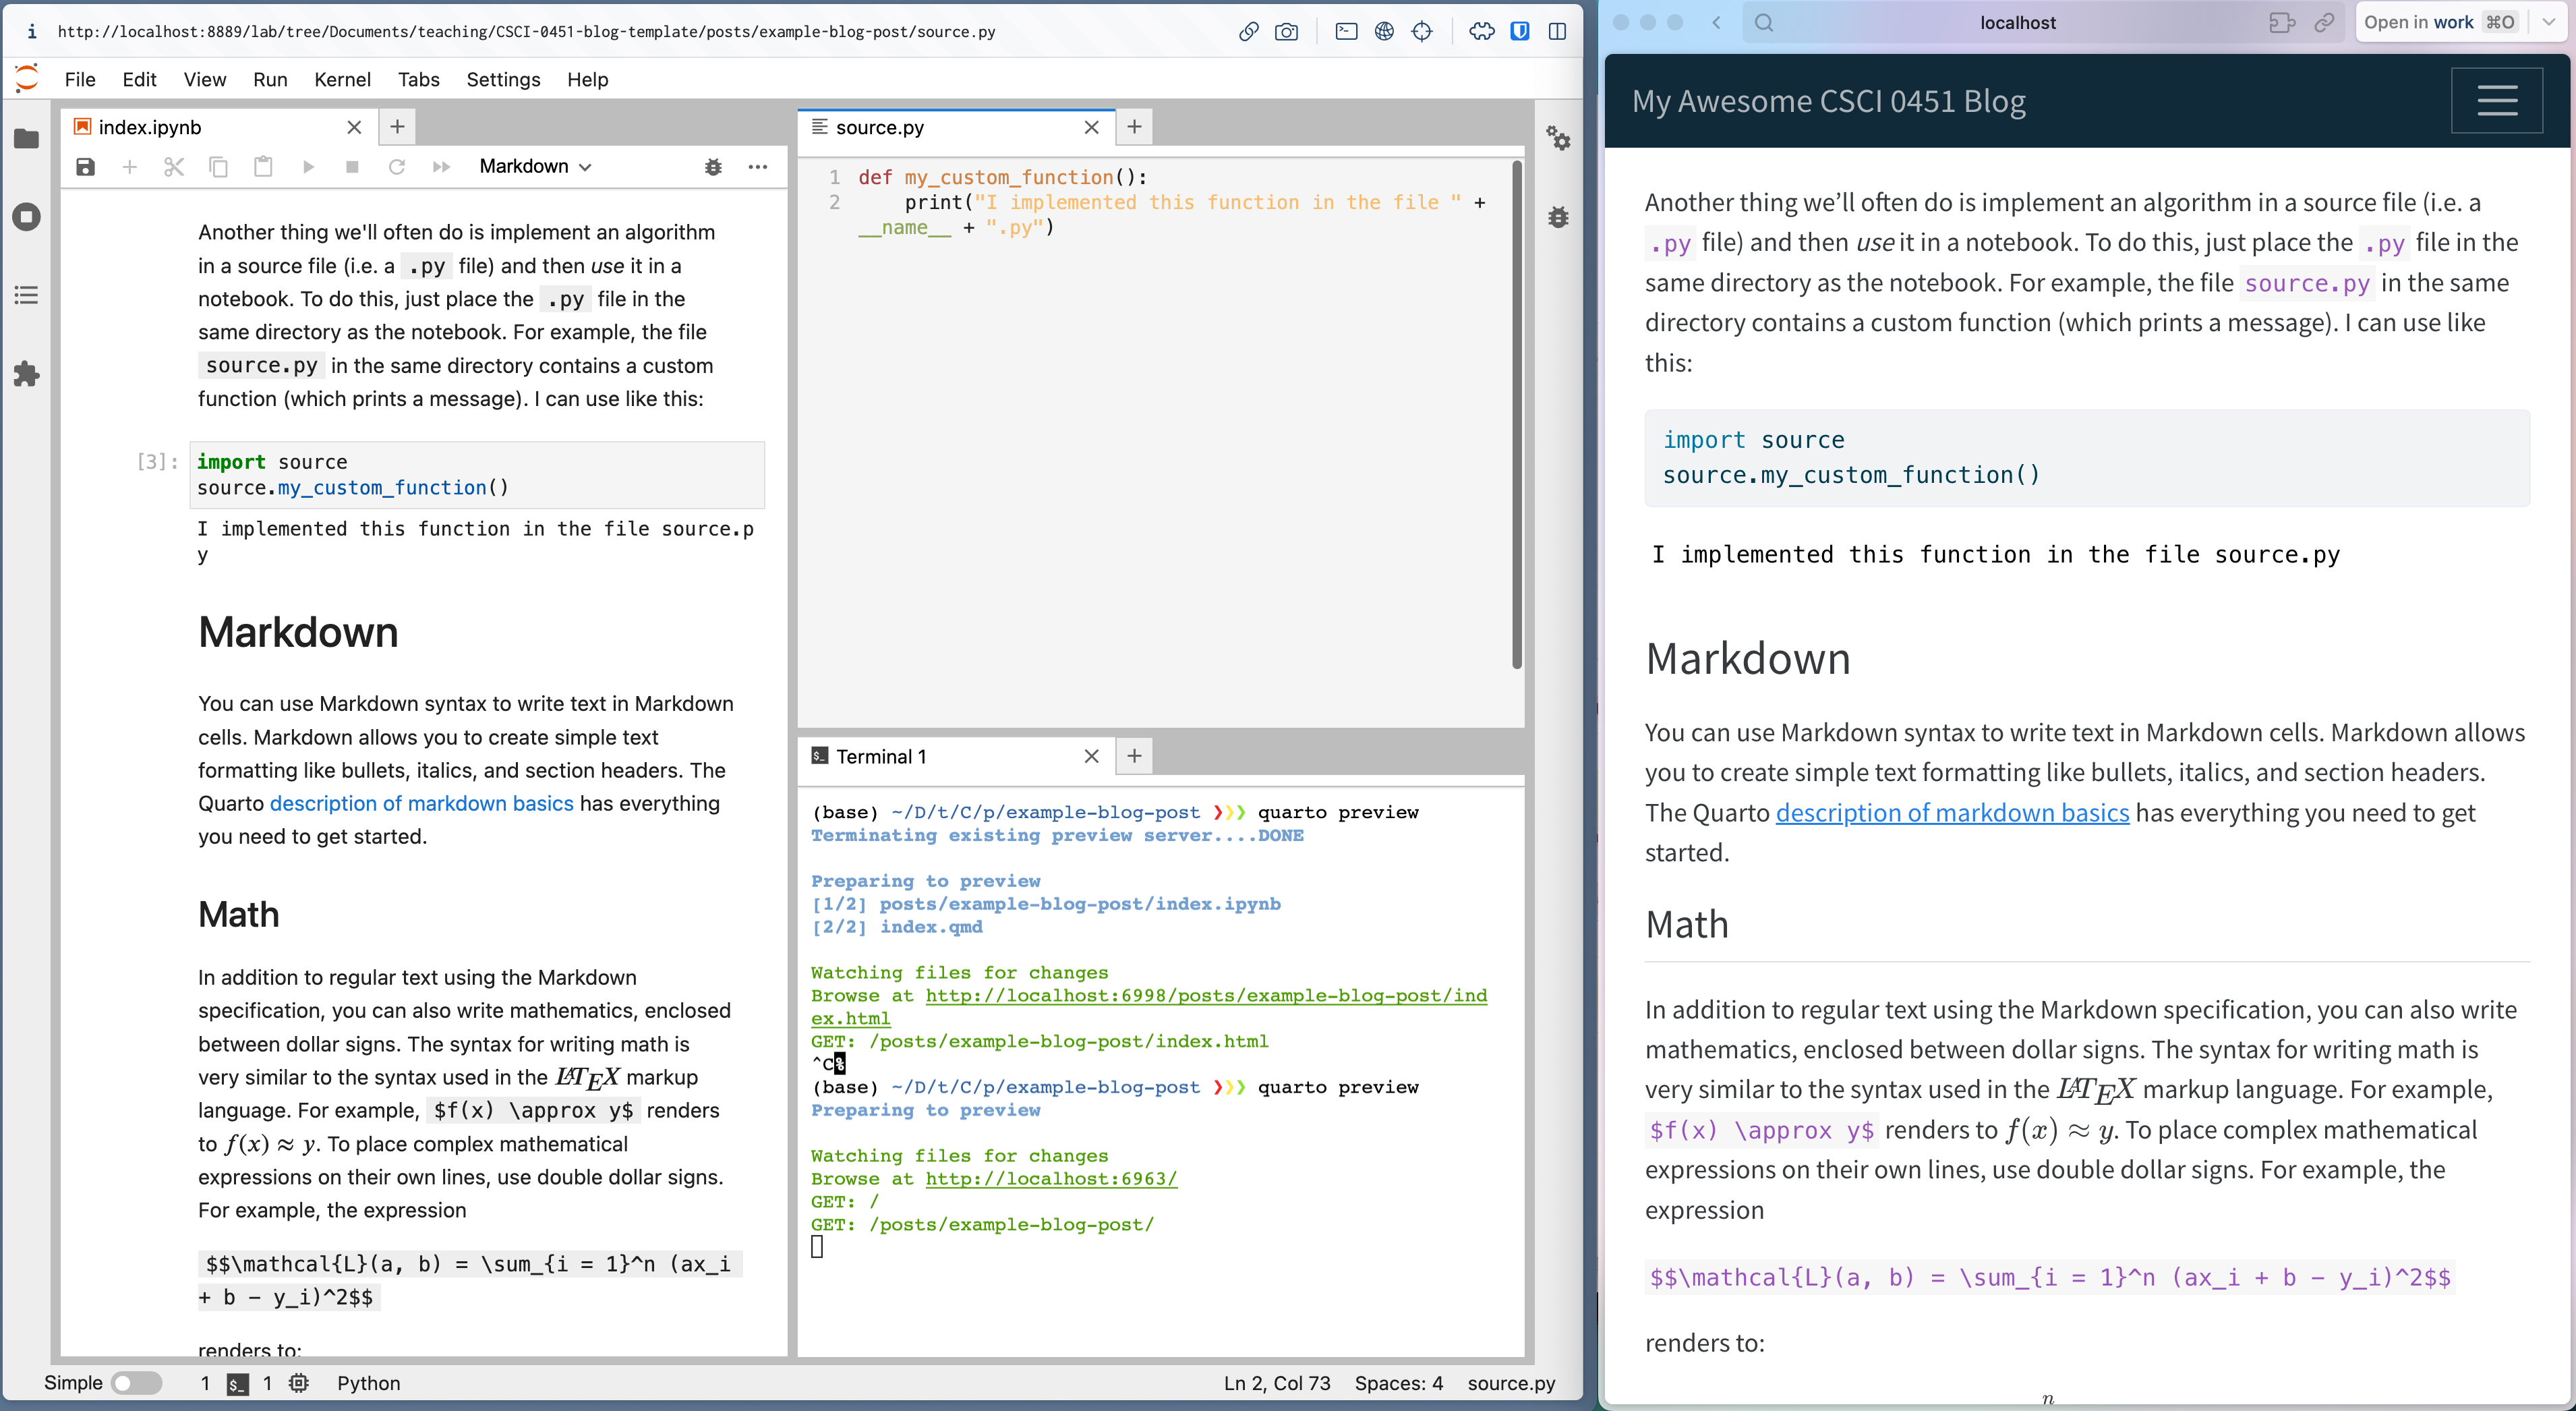 http://localhost:8889/lab/tree/Documents/teaching/CSCI-0451-blog-template/posts/example-blog-post/source.py
File Edit View Run Kernel Tabs Settings Help
index.ipynb
Markdown
Another thing we'll often do is implement an algorithm
in a source file (i.e. a .py file) and then use it in a
notebook. To do this, just place the .py file in the
same directory as the notebook. For example, the file
source.py in the same directory contains a custom
function (which prints a message). I can use like this:
[3]: import source
source.my_custom_function()
I implemented this function in the file source.p
y
Markdown
You can use Markdown syntax to write text in Markdown
cells. Markdown allows you to create simple text
formatting like bullets, italics, and section headers. The
Quarto description of markdown basics has everything
you need to get started.
Math
In addition to regular text using the Markdown
specification, you can also write mathematics, enclosed
between dollar signs. The syntax for writing math is
very similar to the syntax used in the LATEX markup
language. For example, $f(x) \approx y$ renders
to f(x) ≈ y. To place complex mathematical
expressions on their own lines, use double dollar signs.
For example, the expression
$$\mathcal{L}(a, b) = \sum_{i = 1}^n (ax_i
+ b - y_i)^2$$
renders to:
source.py
1 def my_custom_function():
2 print("I implemented this function in the file " +
__name__ + ".py")
Terminal 1
(base) ~/D/t/C/p/example-blog-post ❯❯❯ quarto preview
Terminating existing preview server....DONE
Preparing to preview
[1/2] posts/example-blog-post/index.ipynb
[2/2] index.qmd
Watching files for changes
Browse at http://localhost:6998/posts/example-blog-post/ind
ex.html
GET: /posts/example-blog-post/index.html
^C%
(base) ~/D/t/C/p/example-blog-post ❯❯❯ quarto preview
Preparing to preview
Watching files for changes
Browse at http://localhost:6963/
GET: /
GET: /posts/example-blog-post/
Simple 1 $_ 1 Python
Ln 2, Col 73 Spaces: 4 source.py
localhost
Open in work ⌘O
My Awesome CSCI 0451 Blog
Another thing we’ll often do is implement an algorithm in a source file (i.e. a
.py file) and then use it in a notebook. To do this, just place the .py file in the
same directory as the notebook. For example, the file source.py in the same
directory contains a custom function (which prints a message). I can use like
this:
import source
source.my_custom_function()
I implemented this function in the file source.py
Markdown
You can use Markdown syntax to write text in Markdown cells. Markdown allows
you to create simple text formatting like bullets, italics, and section headers.
The Quarto description of markdown basics has everything you need to get
started.
Math
In addition to regular text using the Markdown specification, you can also write
mathematics, enclosed between dollar signs. The syntax for writing math is
very similar to the syntax used in the LATEX markup language. For example,
$f(x) \approx y$ renders to f(x) ≈ y. To place complex mathematical
expressions on their own lines, use double dollar signs. For example, the
expression
$$\mathcal{L}(a, b) = \sum_{i = 1}^n (ax_i + b - y_i)^2$$
renders to:
n